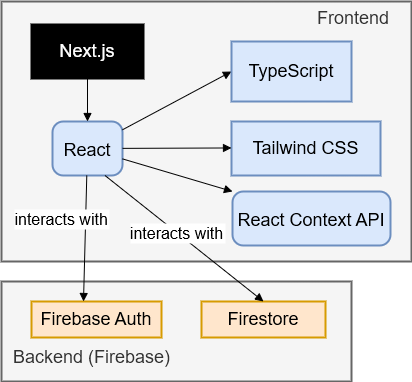 Frontend
Next.js
TypeScript
React
Tailwind CSS
React Context API
interacts with
interacts with
Firebase Auth
Firestore
Backend (Firebase)